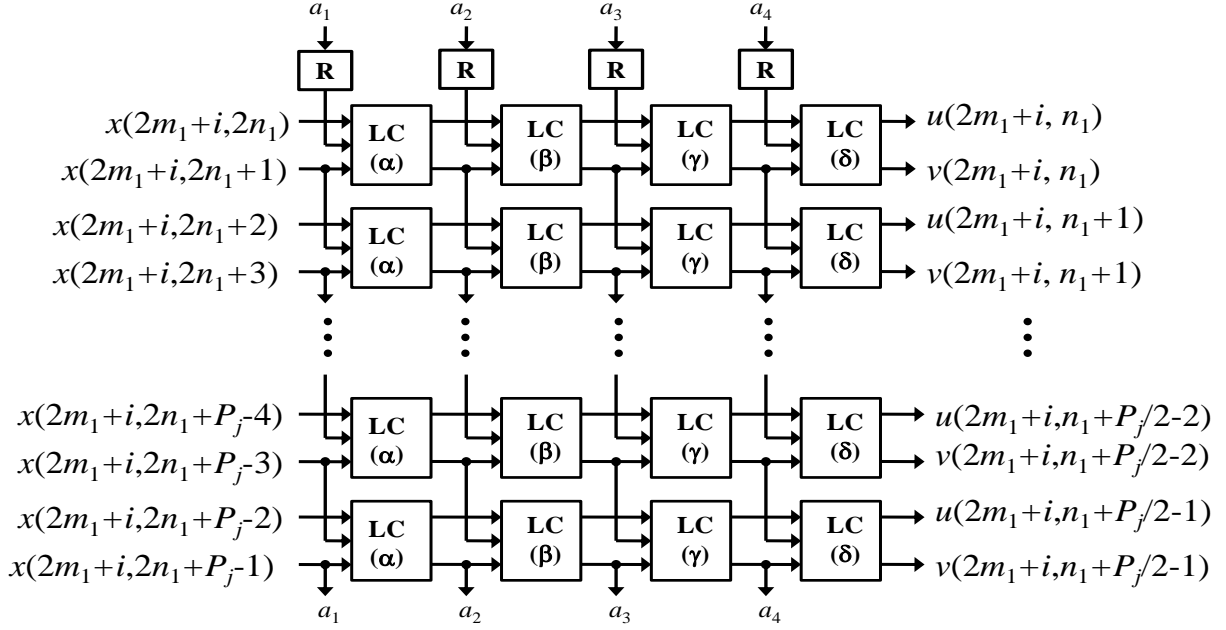 a1 a2 a3 a4
R R R R
x(2m1+i,2n1) LC (α) LC (β) LC (γ) LC (δ) u(2m1+i, n1)
x(2m1+i,2n1+1) v(2m1+i, n1)
x(2m1+i,2n1+2) LC (α) LC (β) LC (γ) LC (δ) u(2m1+i, n1+1)
x(2m1+i,2n1+3) v(2m1+i, n1+1)
x(2m1+i,2n1+Pj-4) LC (α) LC (β) LC (γ) LC (δ) u(2m1+i,n1+Pj/2-2)
x(2m1+i,2n1+Pj-3) v(2m1+i,n1+Pj/2-2)
x(2m1+i,2n1+Pj-2) LC (α) LC (β) LC (γ) LC (δ) u(2m1+i,n1+Pj/2-1)
x(2m1+i,2n1+Pj-1) v(2m1+i,n1+Pj/2-1)
a1 a2 a3 a4